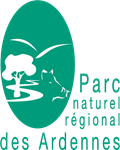 Parc
naturel
régional
des Ardennes